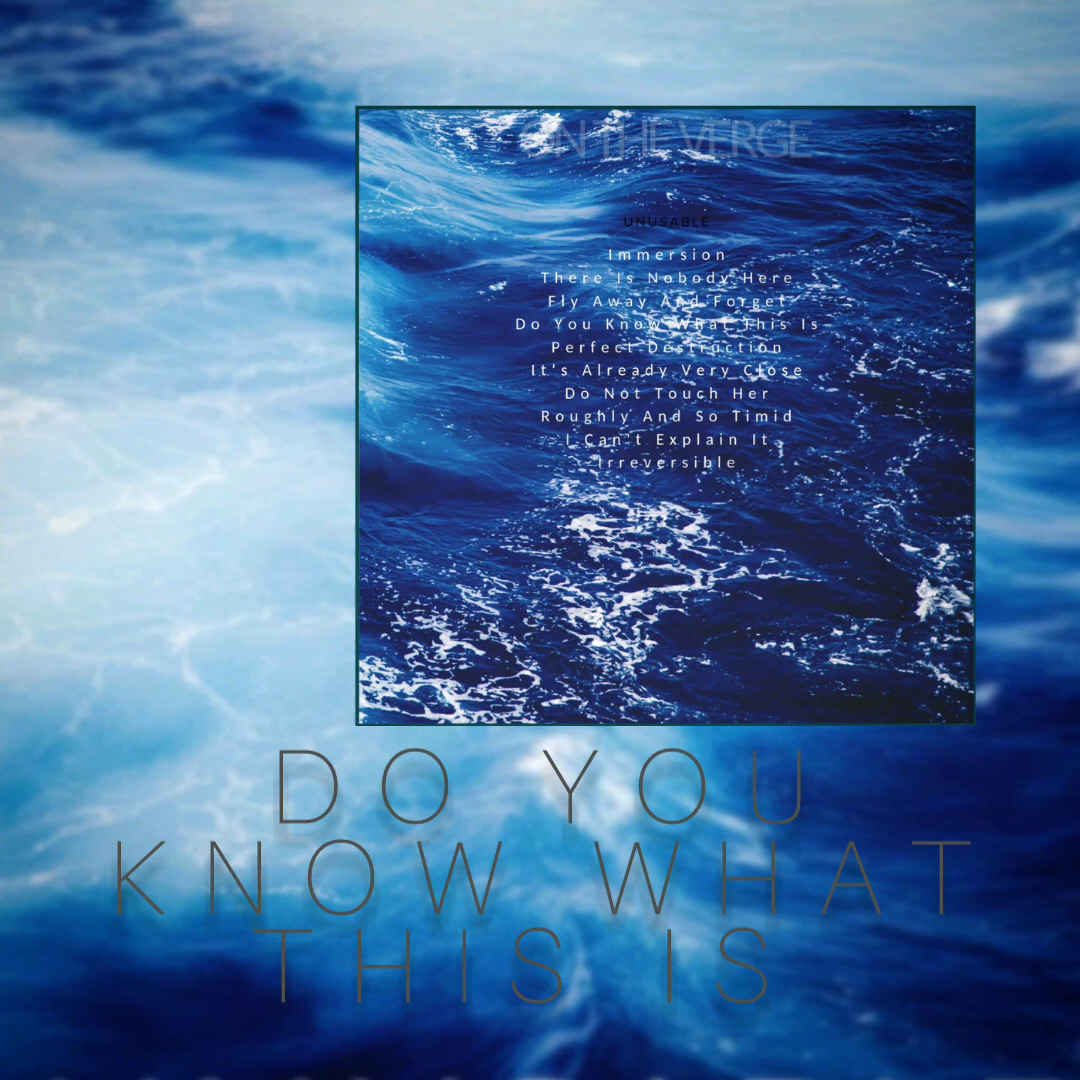 ON THE VERGE
UNUSABLE
Immersion
There Is Nobody Here
Fly Away And Forget
Do You Know What This Is
Perfect Destruction
It's Already Very Close
Do Not Touch Her
Roughly And So Timid
I Can't Explain It
Irreversible
DO YOU
KNOW WHAT
THIS IS